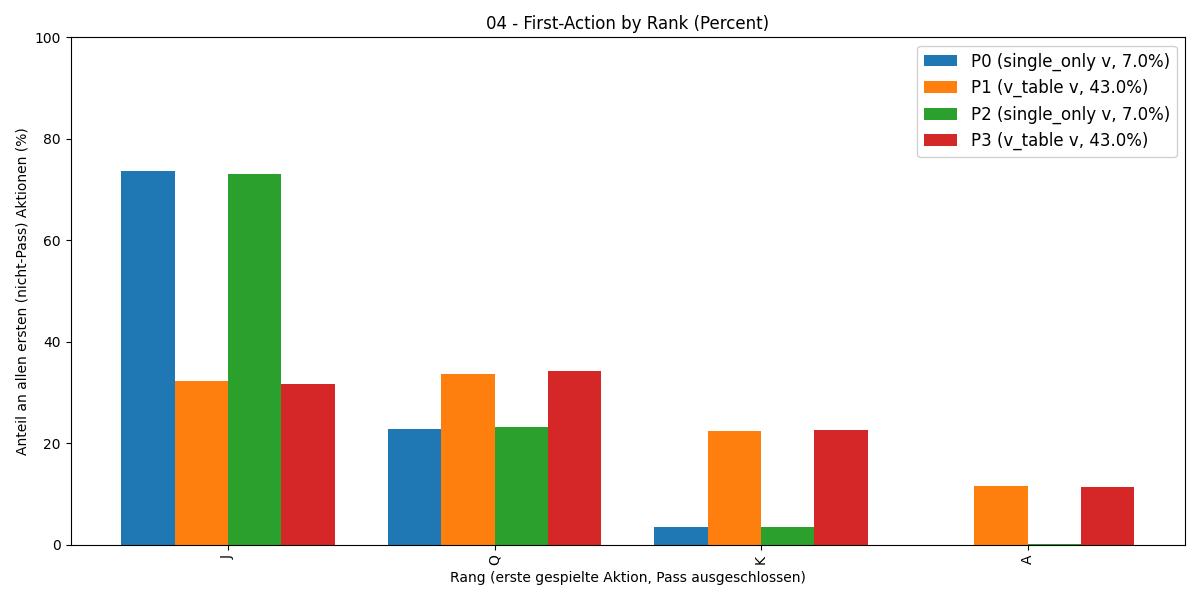 04 - First-Action by Rank (Percent)
Anteil an allen ersten (nicht-Pass) Aktionen (%)
100
80
60
40
20
0
P0 (single_only v, 7.0%)
P1 (v_table v, 43.0%)
P2 (single_only v, 7.0%)
P3 (v_table v, 43.0%)
J
Q
K
A
Rang (erste gespielte Aktion, Pass ausgeschlossen)